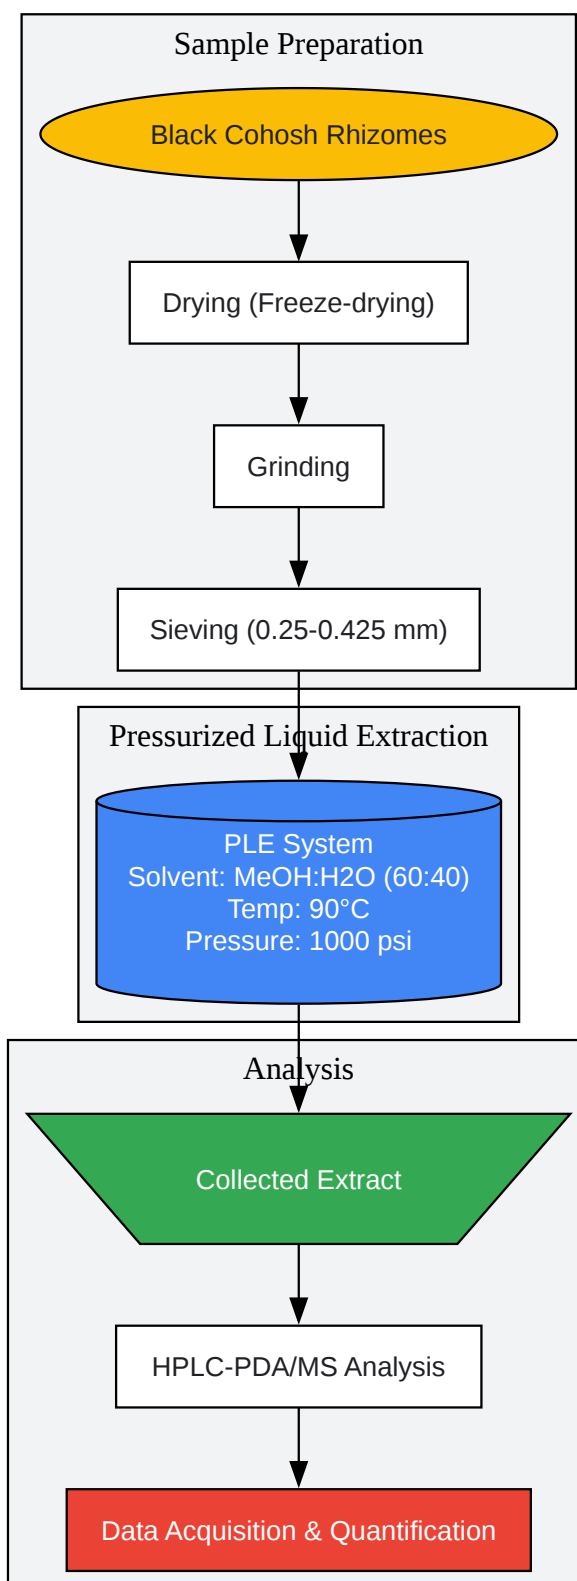 Sample Preparation
Black Cohosh Rhizomes
Drying (Freeze-drying)
Grinding
Sieving (0.25-0.425 mm)
Pressurized Liquid Extraction
PLE System
Solvent: MeOH:H2O (60:40)
Temp: 90°C
Pressure: 1000 psi
Analysis
Collected Extract
HPLC-PDA/MS Analysis
Data Acquisition & Quantification